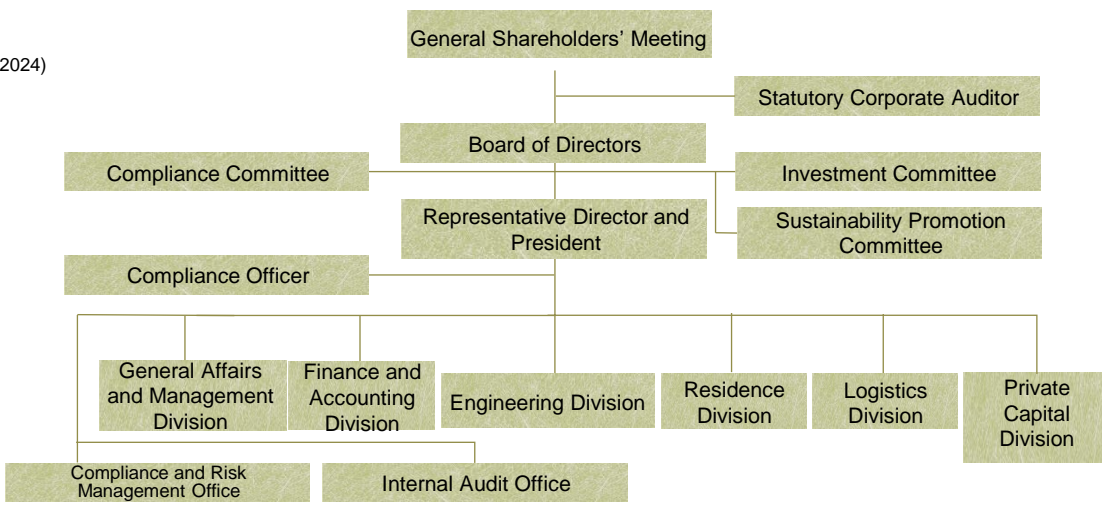 General Shareholders’ Meeting
2024)
Statutory Corporate Auditor
Board of Directors
Compliance Committee
Investment Committee
Representative Director and
President
Sustainability Promotion
Committee
Compliance Officer
General Affairs
and Management
Division
Finance and
Accounting
Division
Engineering Division
Residence
Division
Logistics
Division
Private
Capital
Division
Compliance and Risk
Management Office
Internal Audit Office